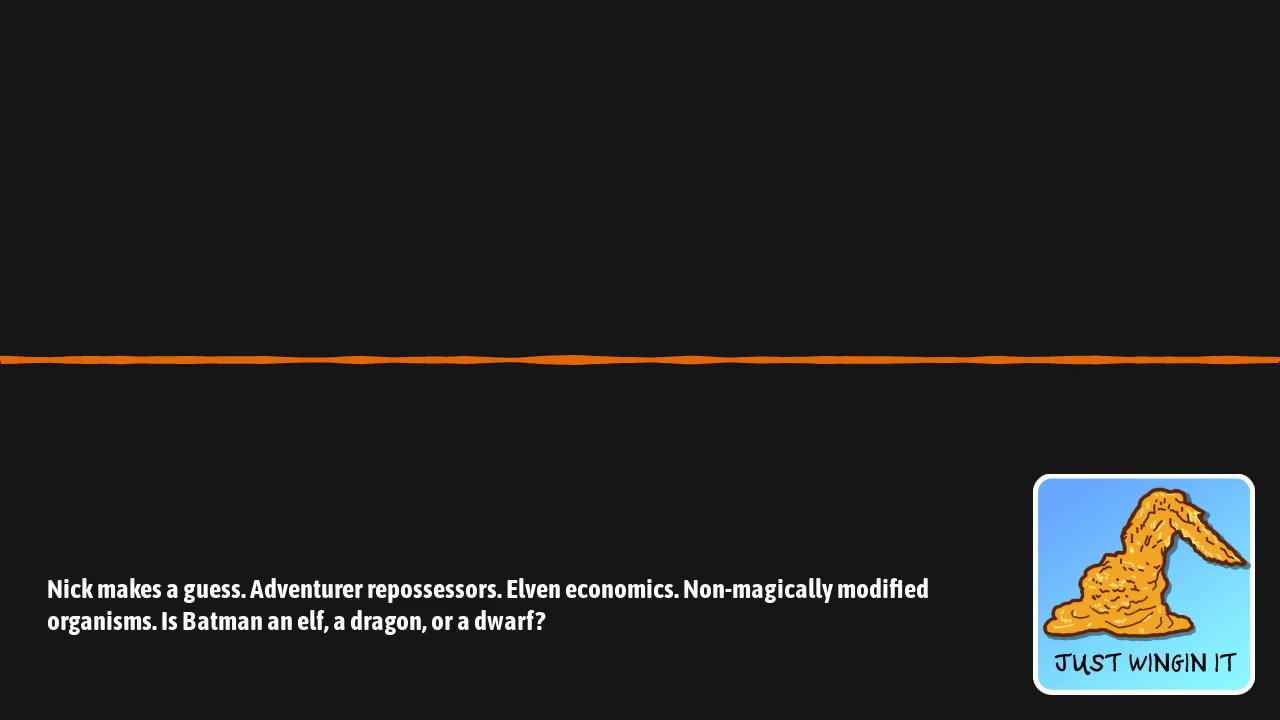 Nick makes a guess. Adventurer repossessors. Elven economics. Non-magically modified
organisms. Is Batman an elf, a dragon, or a dwarf?
JUST WINGIN IT